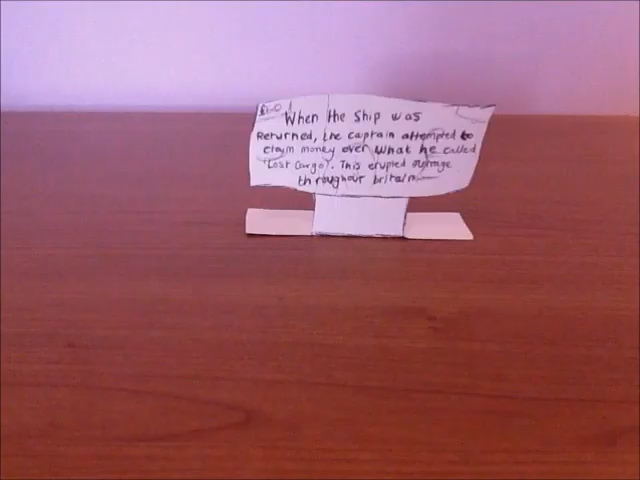 When the Ship was
Returned, the captain attempted to
claym money over what he called
'Lost Cargo'. This erupted outrage
throughout britain